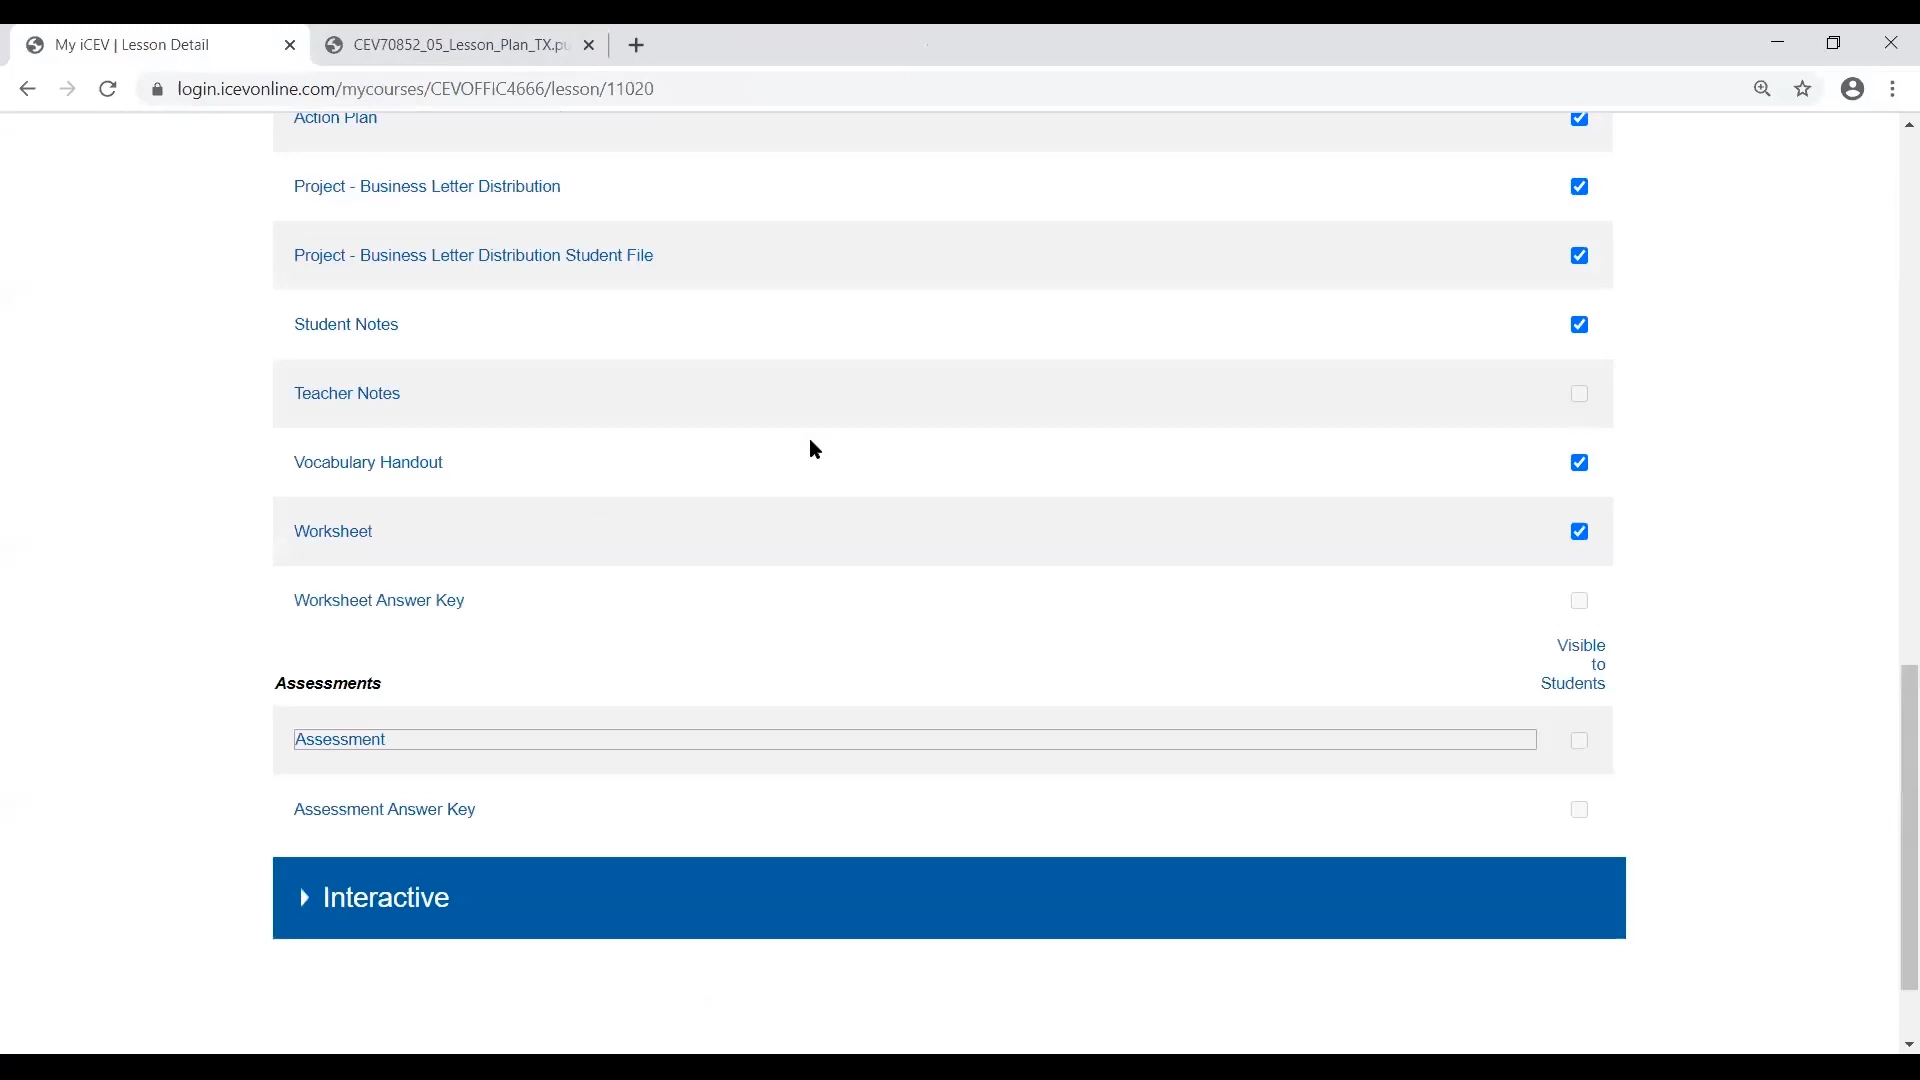 My iCEV | Lesson Detail
CEV70852_05_Lesson_Plan_TX.pu
login.icevonline.com/mycourses/CEVOFFIC4666/lesson/11020
Action Plan
Project - Business Letter Distribution
Project - Business Letter Distribution Student File
Student Notes
Teacher Notes
Vocabulary Handout
Worksheet
Worksheet Answer Key
Visible
to
Students
Assessments
Assessment
Assessment Answer Key
Interactive